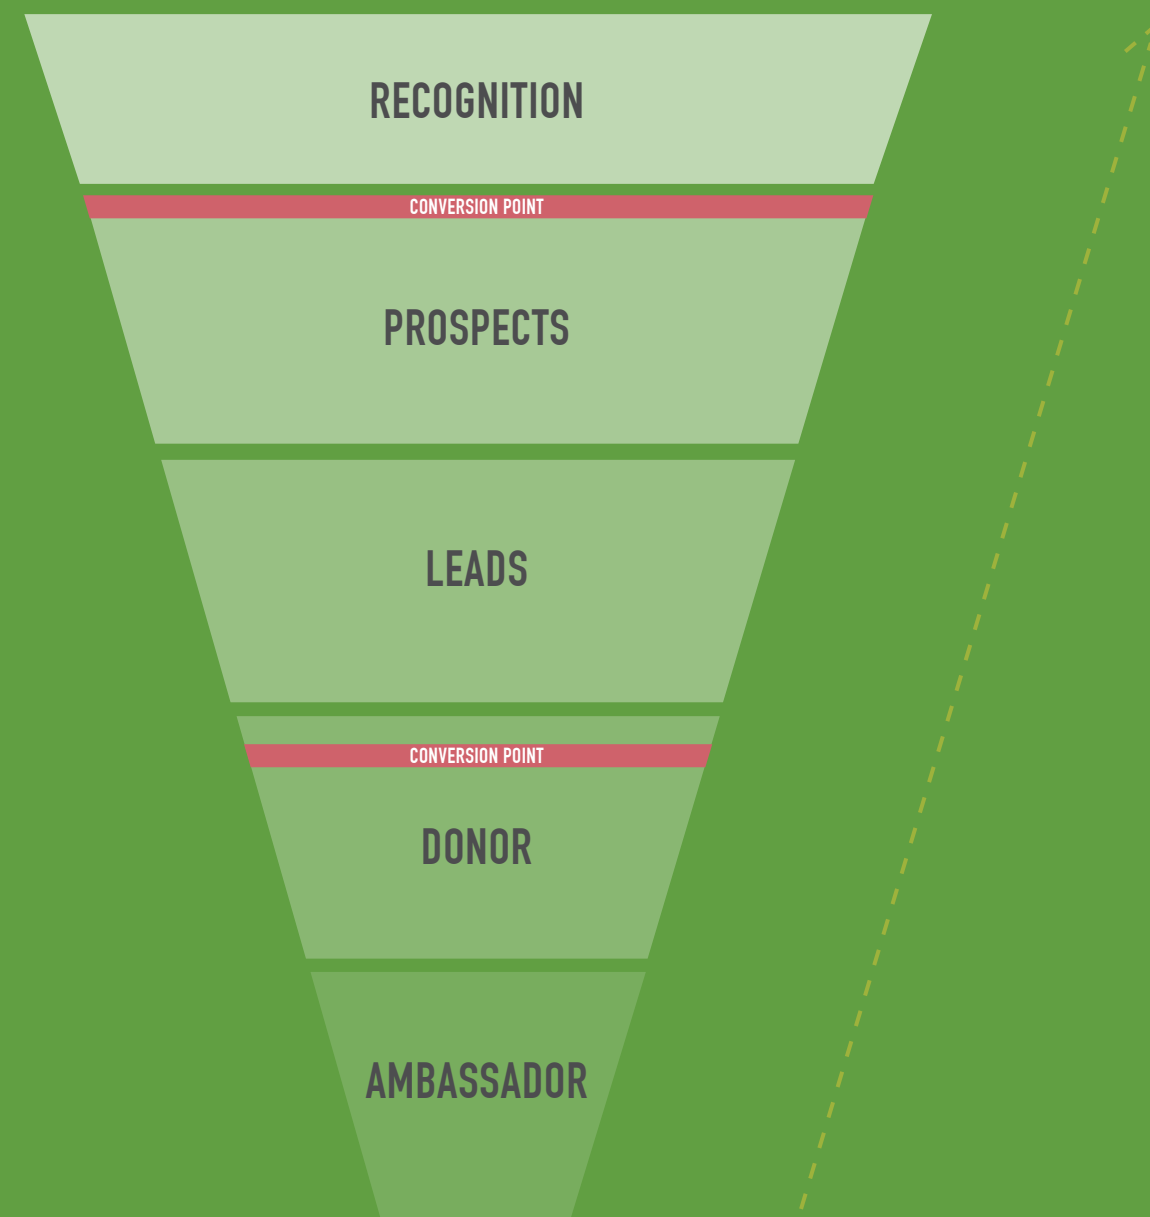 RECOGNITION
CONVERSION POINT
PROSPECTS
LEADS
CONVERSION POINT
DONOR
AMBASSADOR